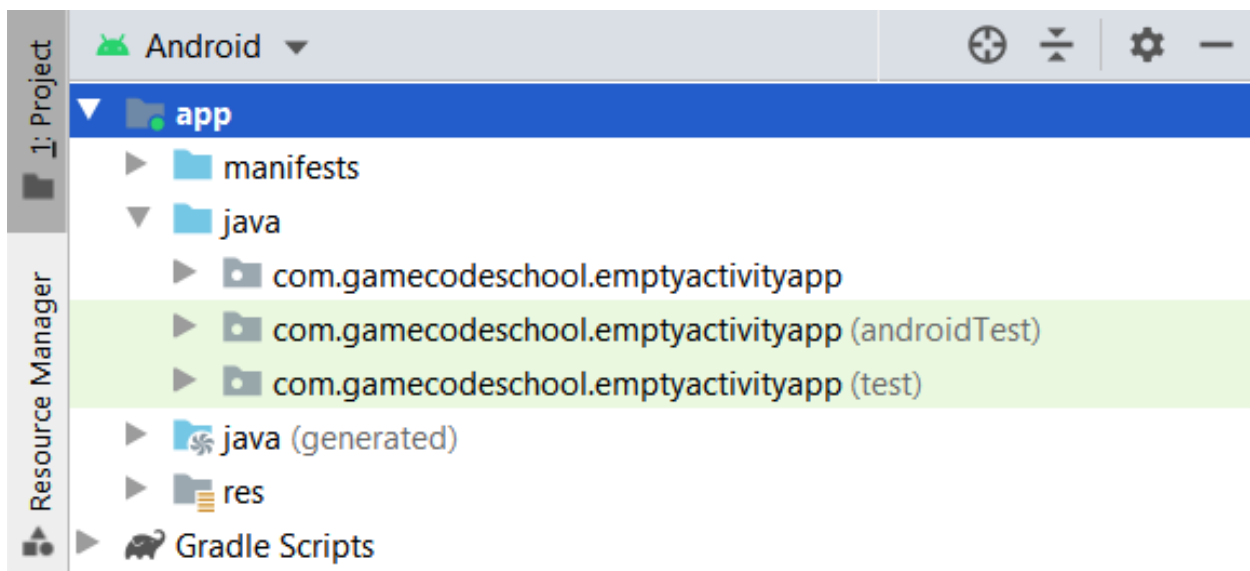 1: Project
Resource Manager
Android
app
manifests
java
com.gamecodeschool.emptyactivityapp
com.gamecodeschool.emptyactivityapp (androidTest)
com.gamecodeschool.emptyactivityapp (test)
java (generated)
res
Gradle Scripts